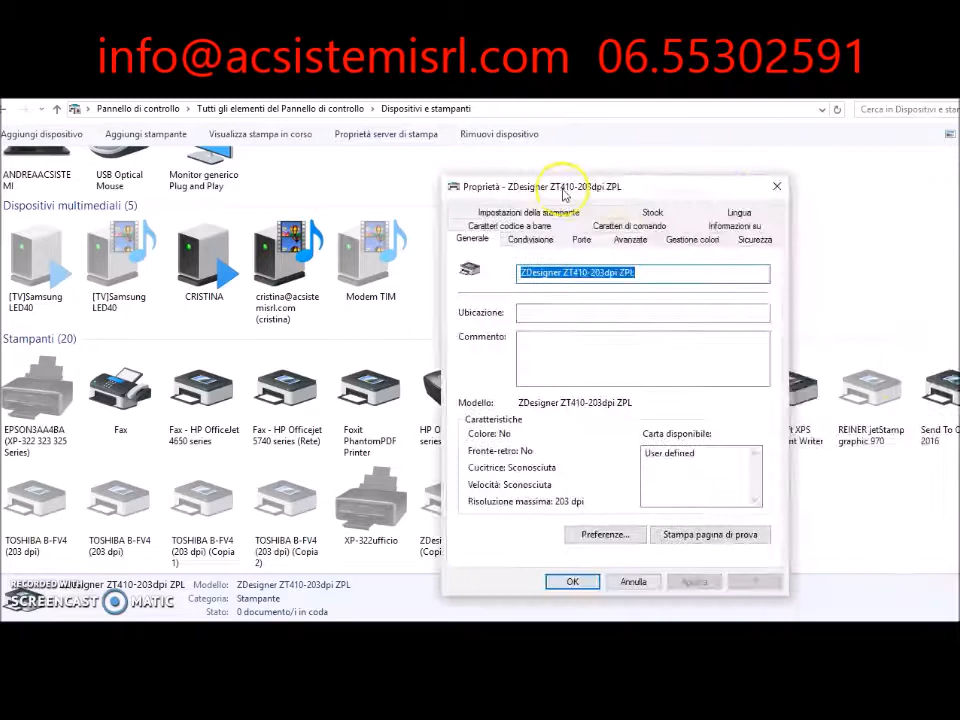 info@acsistemisrl.com 06.55302591
Pannello di controllo > Tutti gli elementi del Pannello di controllo > Dispositivi e stampanti
Cerca in Dispositivi e stam
Aggiungi dispositivo
Aggiungi stampante
Visualizza stampa in corso
Proprietà server di stampa
Rimuovi dispositivo
ANDREAACSISTE
MI
USB Optical
Mouse
Monitor generico
Plug and Play
Dispositivi multimediali (5)
[TV]Samsung
LED40
[TV]Samsung
LED40
CRISTINA
cristina@acsiste
misrl.com
(cristina)
Modem TIM
Stampanti (20)
EPSON3AA4BA
(XP-322 323 325
Series)
Fax
Fax - HP OfficeJet
4650 series
Fax - HP Officejet
5740 series (Rete)
Foxit
PhantomPDF
Printer
HP O
REINER jetStamp
graphic 970
Send To O
2016
TOSHIBA B-FV4
(203 dpi)
TOSHIBA B-FV4
(203 dpi)
TOSHIBA B-FV4
(203 dpi) (Copia
1)
TOSHIBA B-FV4
(203 dpi) (Copia
2)
XP-322ufficio
Proprietà - ZDesigner ZT410-203dpi ZPL
Impostazioni della stampante
Stock
Lingua
Caratteri codice a barre
Caratteri di comando
Informazioni su
Generale
Condivisione
Porte
Avanzate
Gestione colori
Sicurezza
ZDesigner ZT410-203dpi ZPL
Ubicazione:
Commento:
Modello: ZDesigner ZT410-203dpi ZPL
Caratteristiche
Colore: No
Fronte-retro: No
Cucitrice: Sconosciuta
Velocità: Sconosciuta
Risoluzione massima: 203 dpi
Carta disponibile:
User defined
Preferenze...
Stampa pagina di prova
OK
Annulla
Applica
ZT410-203dpi ZPL
Modello: ZDesigner ZT410-203dpi ZPL
Categoria: Stampante
Stato: 0 documento/i in coda
RECORDED WITH
SCREENCAST MATIC